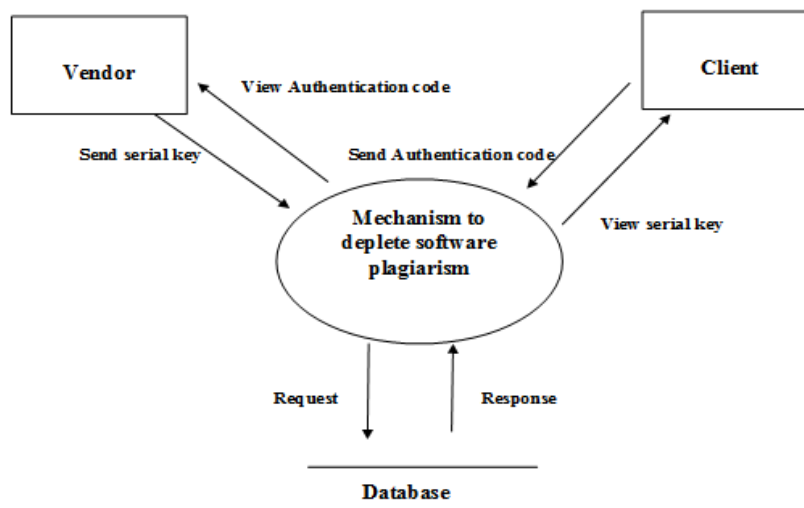 Vendor
Client
View Authentication code
Send serial key
Send Authentication code
View serial key
Mechanism to
deplete software
plagiarism
Request
Response
Database